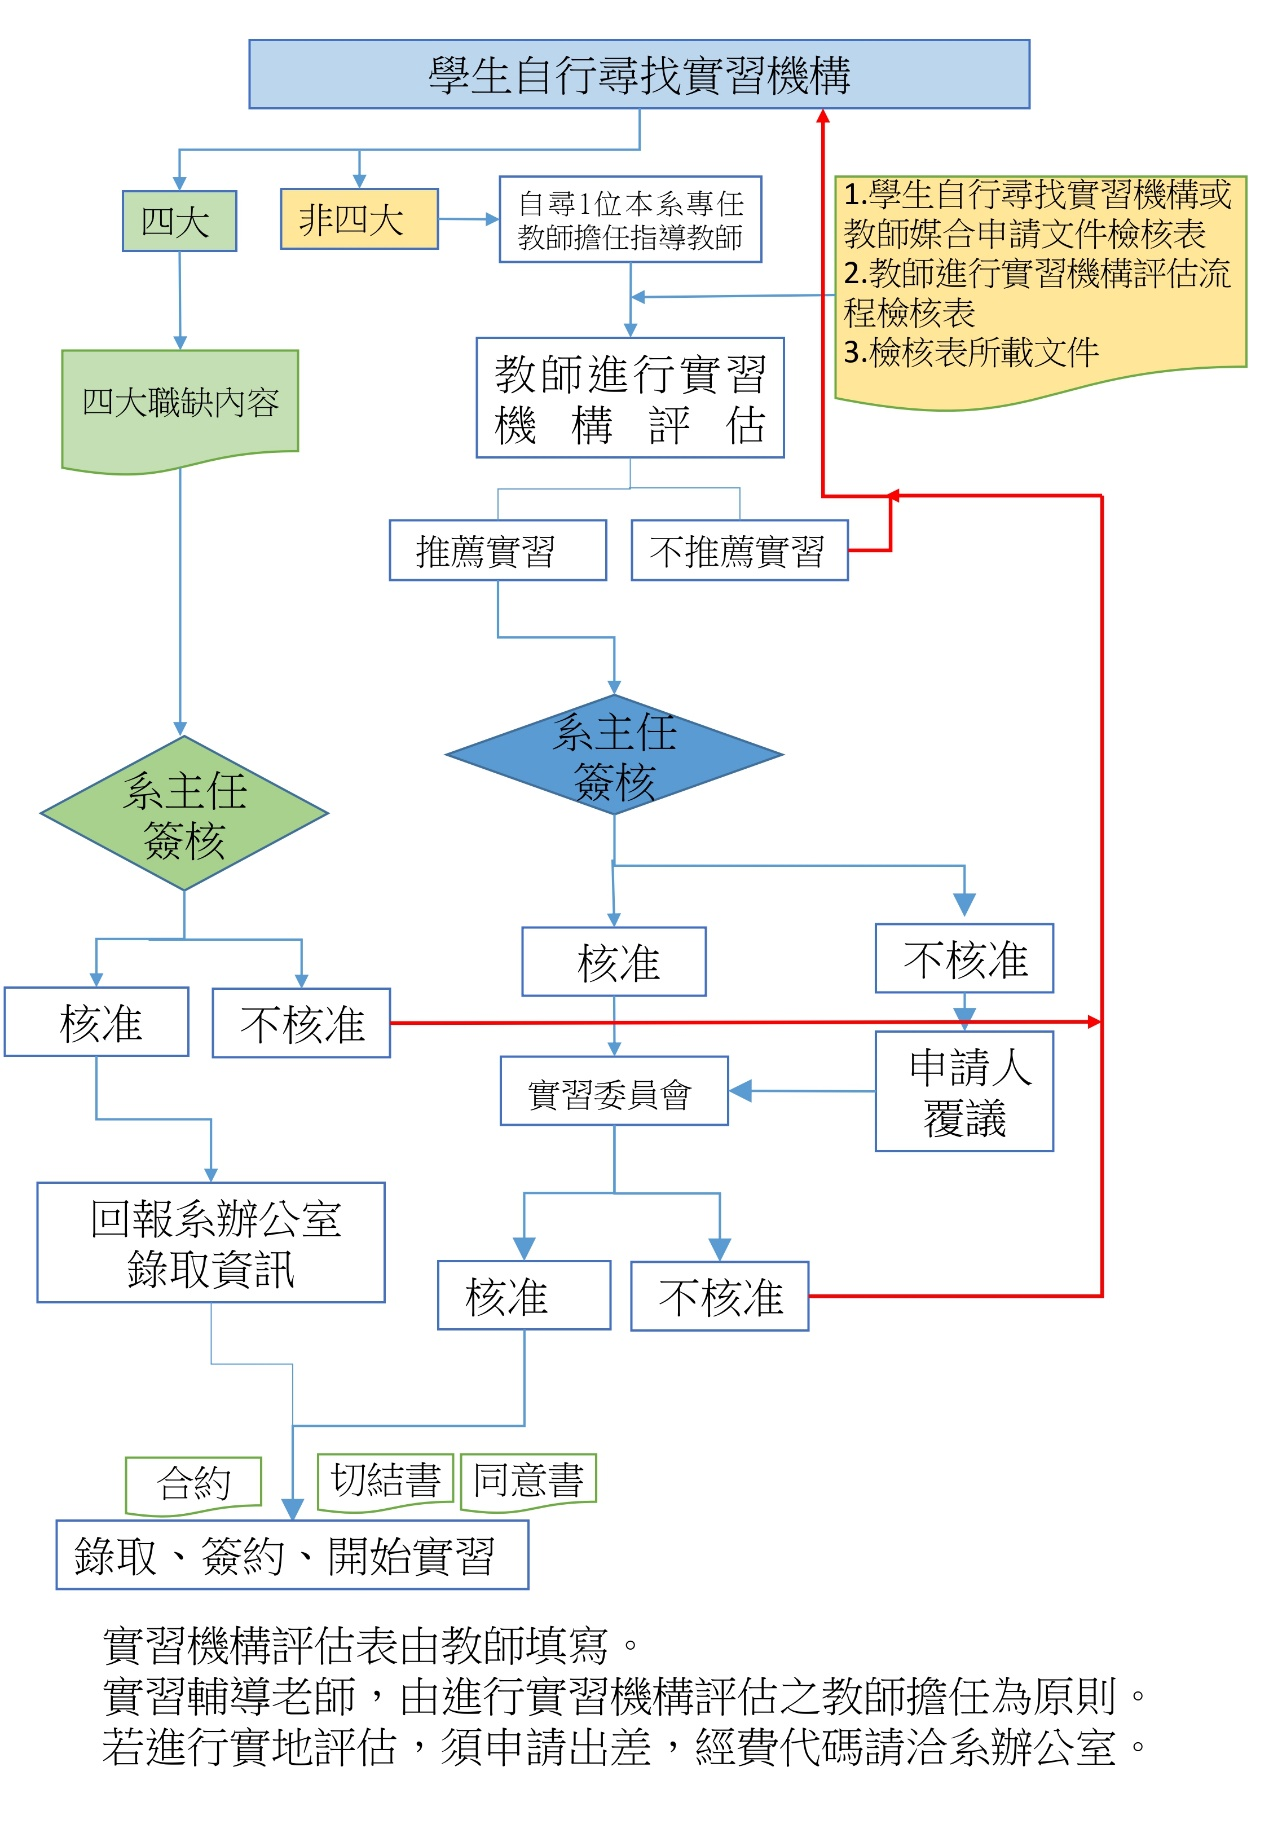 學生自行尋找實習機構
四大
非四大
自尋1位本系專任
教師擔任指導教師
1.學生自行尋找實習機構或
教師媒合申請文件檢核表
2.教師進行實習機構評估流
程檢核表
3.檢核表所載文件
四大職缺內容
教師進行實習
機構評估
推薦實習
不推薦實習
系主任
簽核
系主任
簽核
核准
不核准
核准
不核准
申請人
覆議
實習委員會
回報系辦公室
錄取資訊
核准
不核准
合約
切結書
同意書
錄取、簽約、開始實習
實習機構評估表由教師填寫。
實習輔導老師，由進行實習機構評估之教師擔任為原則。
若進行實地評估，須申請出差，經費代碼請洽系辦公室。